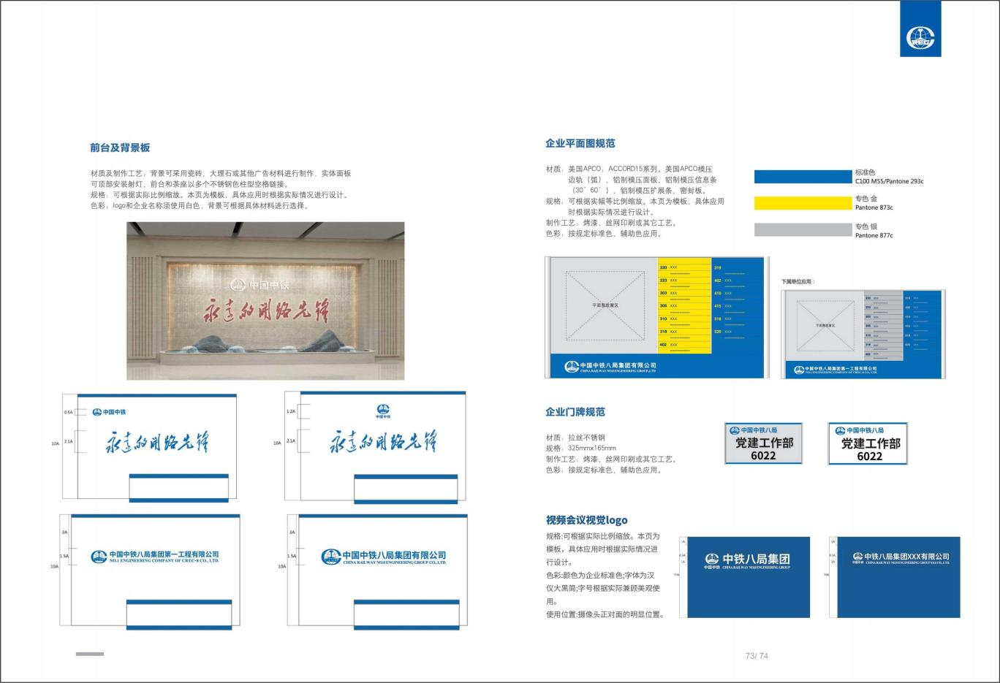 CREC
前台及背景板
材质及制作工艺：背景可采用瓷砖、大理石或其他广告材料进行制作、实体面板
可顶部安装射灯，前台和茶座以多个不锈钢色柱型空格链接。
规格：可根据实际比例缩放。本页为模板、具体应用时根据实际情况进行设计。
色彩：logo和企业名称须使用白色，背景可根据具体材料进行选择。
中国中铁
永远的开路先锋
0.5A
2.1A
10A
中国中铁
永远的开路先锋
1.2A
2.1A
10A
中国中铁
永远的开路先锋
3A
1.5A
10A
中国中铁八局集团第一工程有限公司
NO.1 ENGINEERING COMPANY OF CREC-8 CO., LTD.
3A
1.5A
10A
中国中铁八局集团有限公司
CHINA RAILWAY NO.8 ENGINEERING GROUP CO., LTD.
企业平面图规范
材质：美国APCO：ACCORD15系列。美国APCO模压
边轨（弧）、铝制模压面板、铝制模压信息条
（30′60′）、铝制模压扩展条、密封板。
规格：可根据实幅等比例缩放。本页为模板、具体应用
时根据实际情况进行设计。
制作工艺：烤漆、丝网印刷或其它工艺。
色彩：按规定标准色、辅助色应用。
标准色
C100 M55/Pantone 293c
专色 金
Pantone 873c
专色 银
Pantone 877c
平面图放置区
220 XXX
223 XXX
303 XXX
305 XXX
310 XXX
318 XXX
402 XXX
319
402 XXX
410 XXX
415 XXX
518 XXX
520 XXX
中国中铁八局集团有限公司
CHINA RAILWAY NO.8 ENGINEERING GROUP.,LTD
下属单位应用：
平面图放置区
中国中铁八局集团第一工程有限公司
NO.1 ENGINEERING COMPANY OF CREC-8 CO., LTD.
企业门牌规范
材质：拉丝不锈钢
规格：325mmx165mm
制作工艺：烤漆、丝网印刷或其它工艺。
色彩：按规定标准色、辅助色应用。
中国中铁八局
党建工作部
6022
中国中铁八局
党建工作部
6022
视频会议视觉logo
规格:可根据实际比例缩放。本页为
模板，具体应用时根据实际情况进
行设计。
色彩:颜色为企业标准色;字体为汉
仪大黑简;字号根据实际兼顾美观使
用。
使用位置:摄像头正对面的明显位置。
中国中铁
中铁八局集团
CHINA RAILWAY NO.8 ENGINEERING GROUP
中国中铁
中铁八局集团XXX有限公司
CHINA RAILWAY NO.8 ENGINEERING GROUP XXX CO.,LTD.
73/ 74